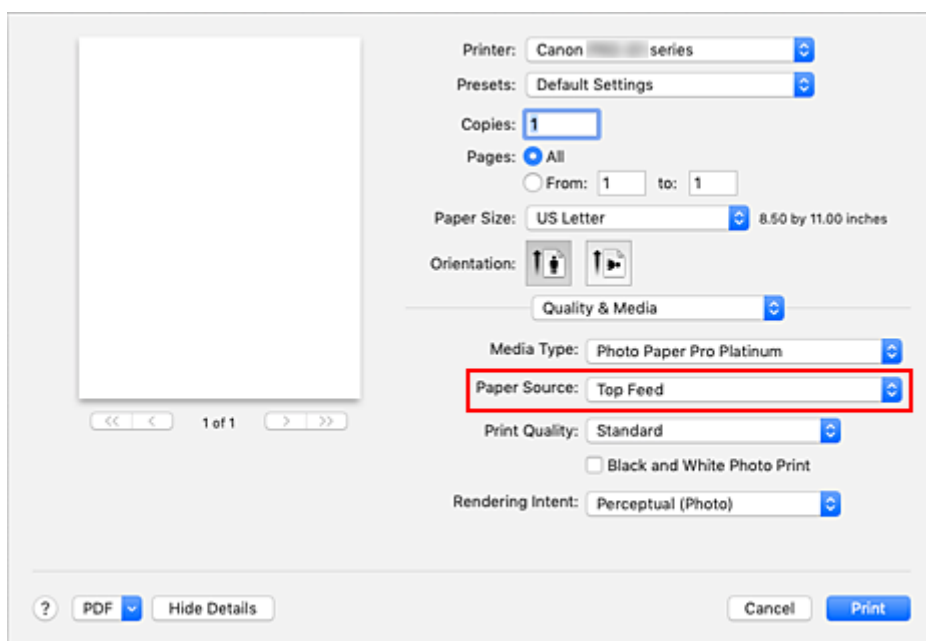 Printer: Canon series
Presets: Default Settings
Copies: 1
Pages: All
From: 1 to: 1
Paper Size: US Letter 8.50 by 11.00 inches
Orientation:
Quality & Media
Media Type: Photo Paper Pro Platinum
Paper Source: Top Feed
<< < 1 of 1 > >>
Print Quality: Standard
Black and White Photo Print
Rendering Intent: Perceptual (Photo)
? PDF Hide Details Cancel Print